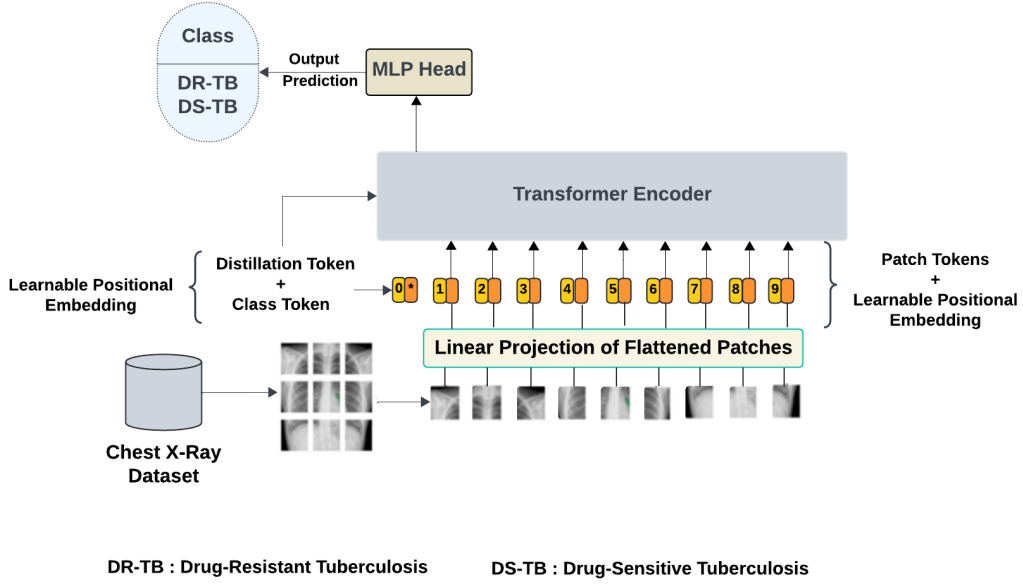 Class
DR-TB
DS-TB
Output
Prediction
MLP Head
Transformer Encoder
Learnable Positional
Embedding
Distillation Token
+
Class Token
0 * 1 2 3 4 5 6 7 8 9
Patch Tokens
+
Learnable Positional
Embedding
Linear Projection of Flattened Patches
Chest X-Ray
Dataset
DR-TB : Drug-Resistant Tuberculosis
DS-TB : Drug-Sensitive Tuberculosis